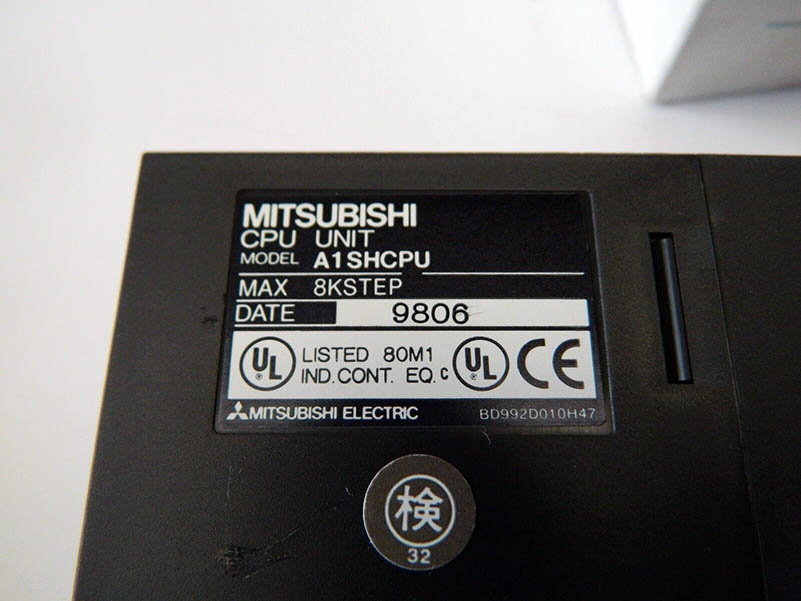 MITSUBISHI
CPU UNIT
MODEL A1SHCPU
MAX 8KSTEP
DATE 9806
UL LISTED 80M1 IND.CONT. EQ. c UL CE
MITSUBISHI ELECTRIC BD992D010H47
検
32